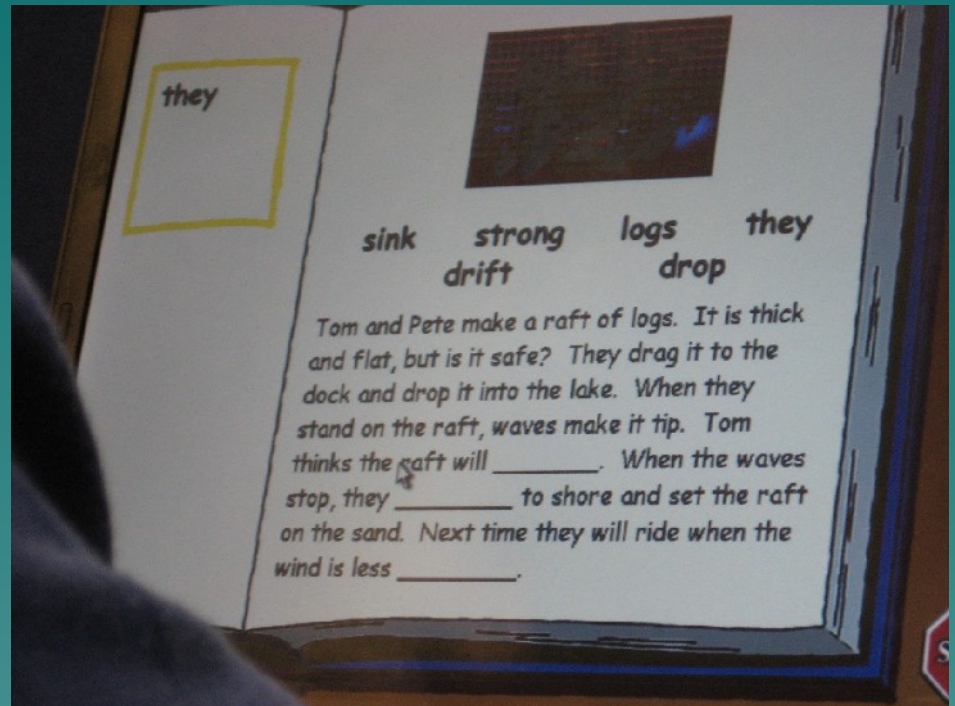 they
sink strong logs they
drift drop
Tom and Pete make a raft of logs. It is thick
and flat, but is it safe? They drag it to the
dock and drop it into the lake. When they
stand on the raft, waves make it tip. Tom
thinks the raft will ________. When the waves
stop, they _________ to shore and set the raft
on the sand. Next time they will ride when the
wind is less _________.